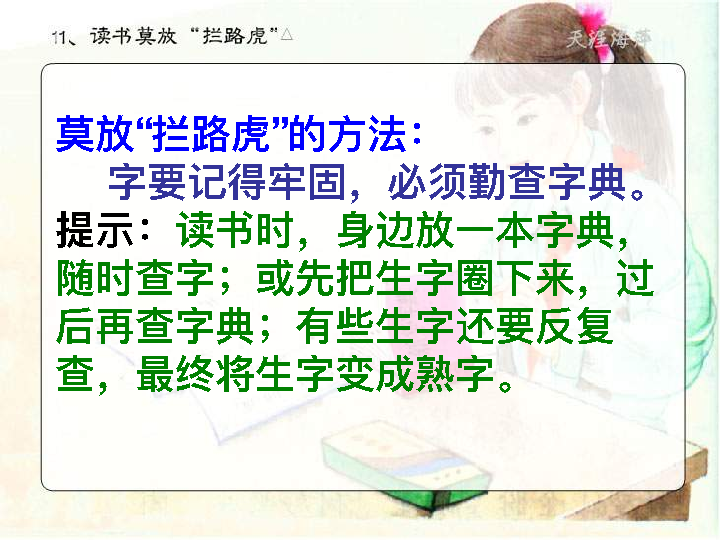 11、读书莫放“拦路虎”△
天涯海萍
莫放“拦路虎”的方法：
字要记得牢固，必须勤查字典。
提示：读书时，身边放一本字典，
随时查字；或先把生字圈下来，过
后再查字典；有些生字还要反复
查，最终将生字变成熟字。